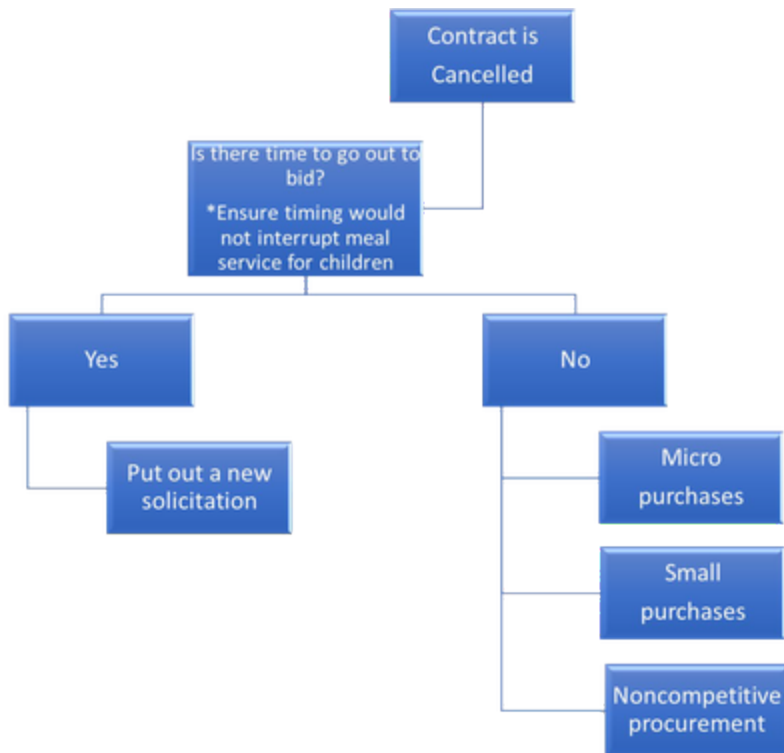 Contract is
Cancelled
Is there time to go out to
bid?
*Ensure timing would
not interrupt meal
service for children
Yes
No
Put out a new
solicitation
Micro
purchases
Small
purchases
Noncompetitive
procurement